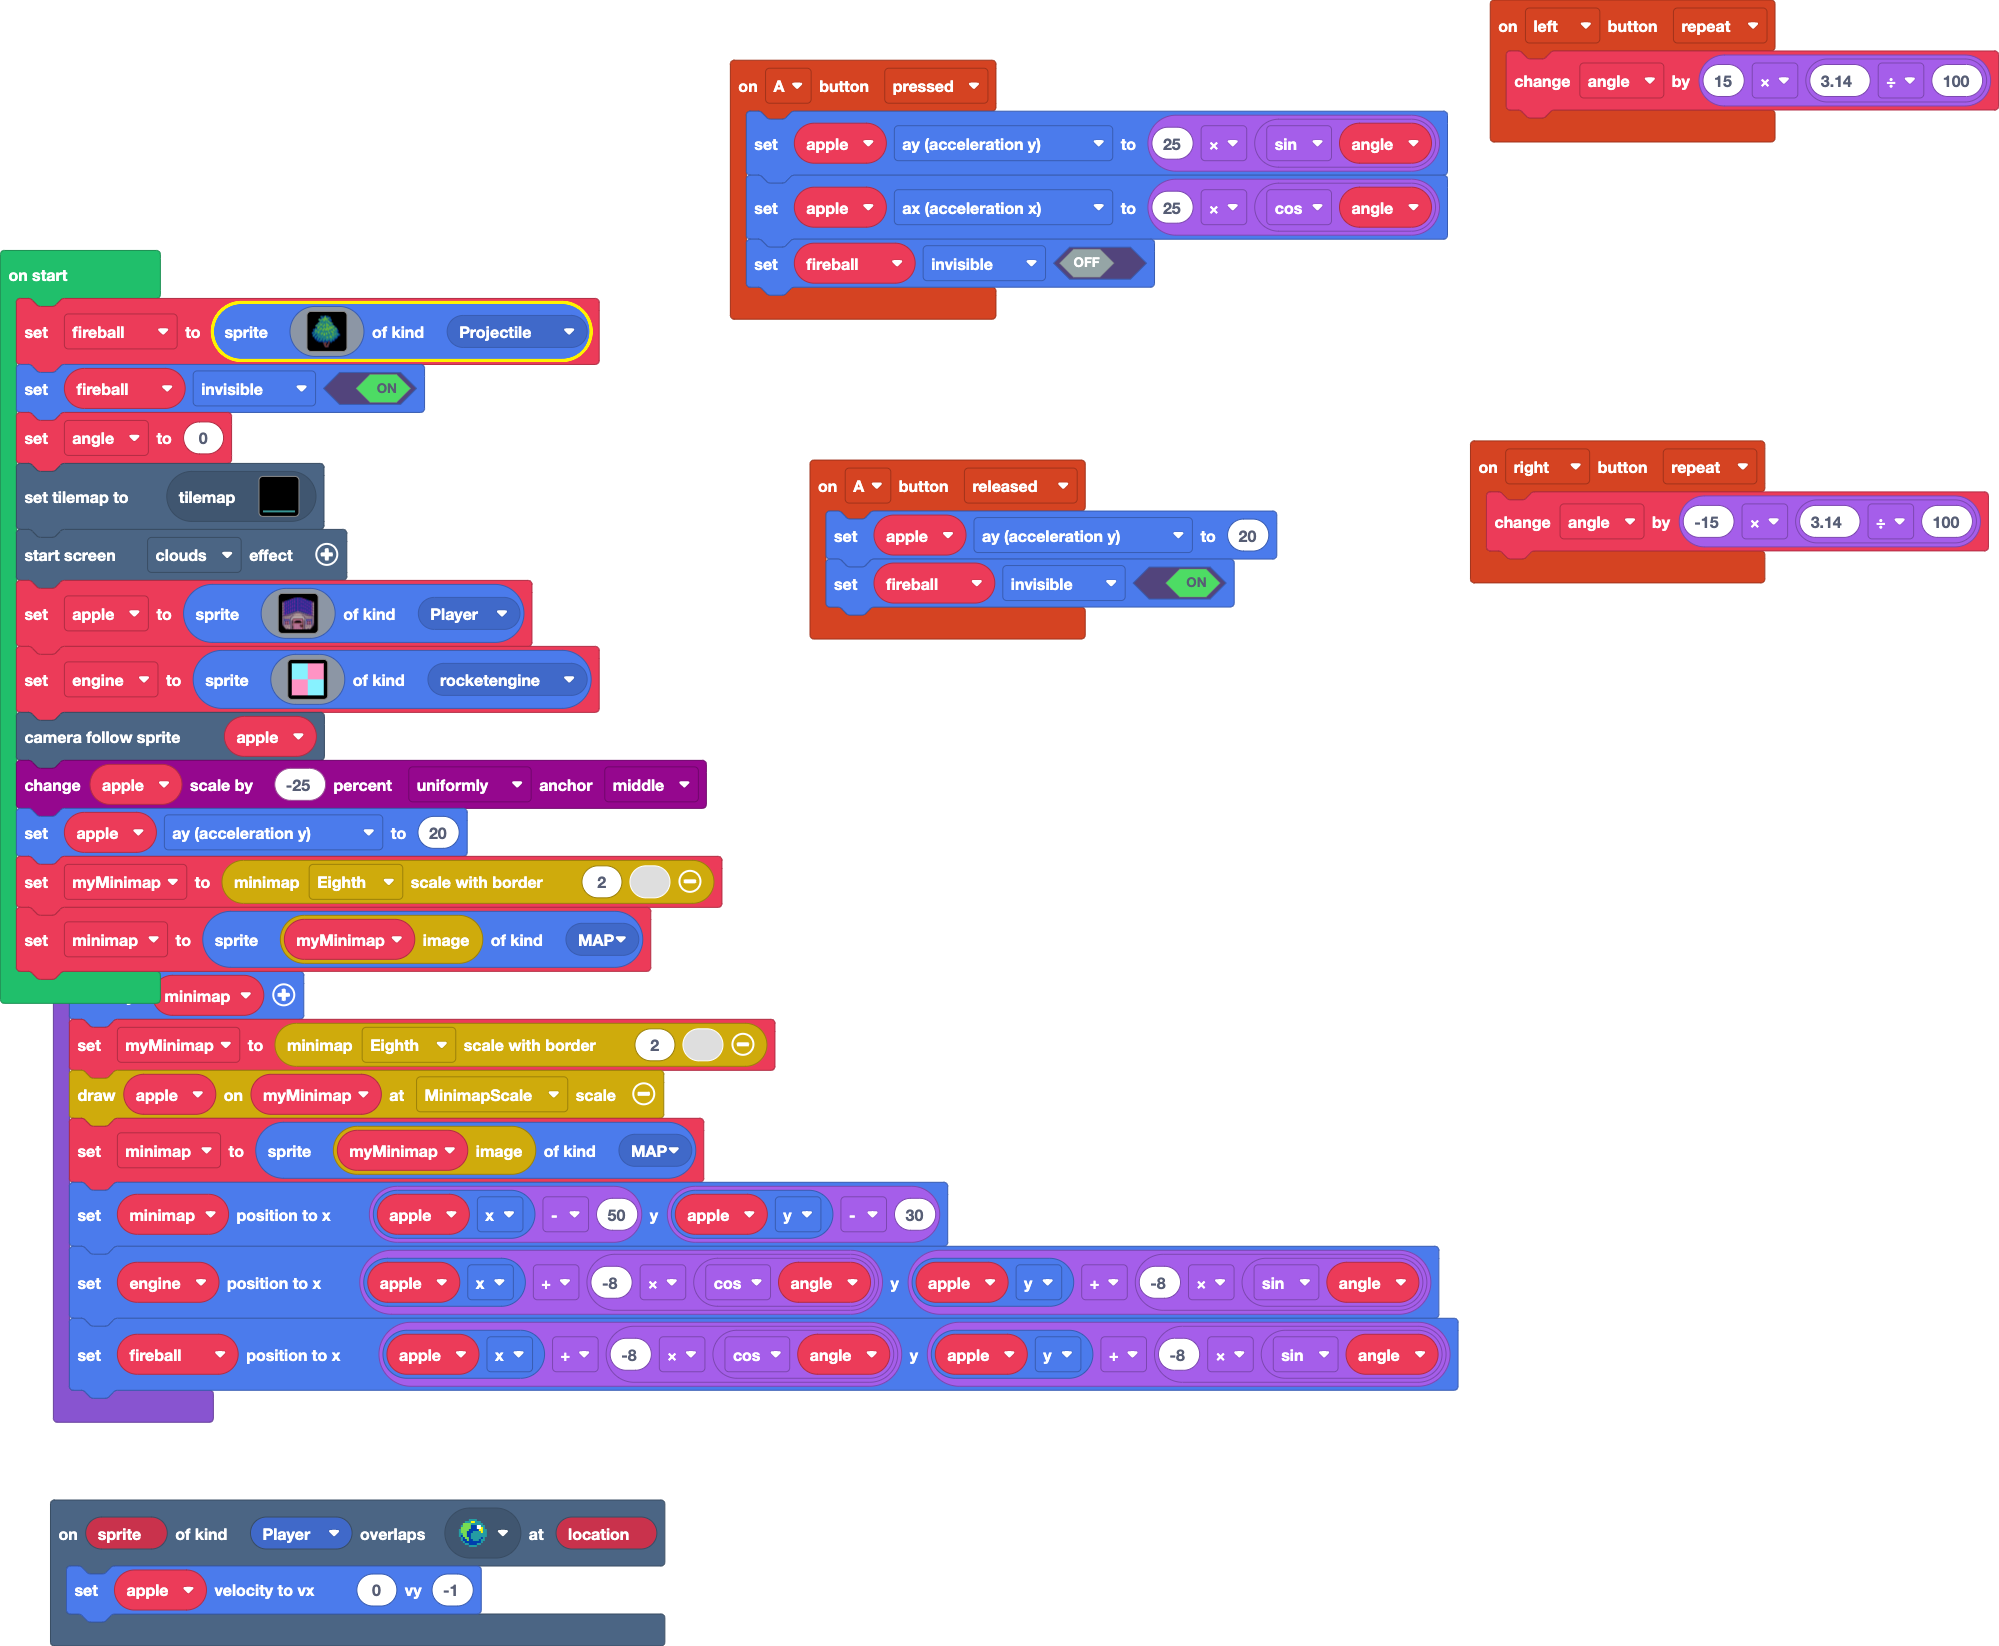 on start
set fireball to sprite of kind Projectile
set fireball invisible ON
set angle to 0
set tilemap to tilemap
start screen clouds effect
set apple to sprite of kind Player
set engine to sprite of kind rocketengine
camera follow sprite apple
change apple scale by -25 percent uniformly anchor middle
set apple ay (acceleration y) to 20
set myMinimap to minimap Eighth scale with border 2
set minimap to sprite myMinimap image of kind MAP
minimap
set myMinimap to minimap Eighth scale with border 2
draw apple on myMinimap at MinimapScale scale
set minimap to sprite myMinimap image of kind MAP
set minimap position to x apple x - 50 y apple y - 30
set engine position to x apple x + -8 × cos angle y apple y + -8 × sin angle
set fireball position to x apple x + -8 × cos angle y apple y + -8 × sin angle
on sprite of kind Player overlaps at location
set apple velocity to vx 0 vy -1
on A button pressed
set apple ay (acceleration y) to 25 × sin angle
set apple ax (acceleration x) to 25 × cos angle
set fireball invisible OFF
on A button released
set apple ay (acceleration y) to 20
set fireball invisible ON
on left button repeat
change angle by 15 × 3.14 ÷ 100
on right button repeat
change angle by -15 × 3.14 ÷ 100